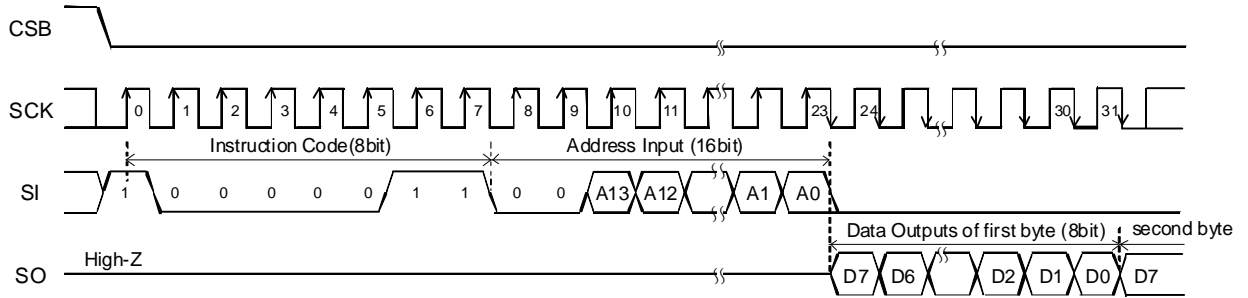 CSB
SCK 0 1 2 3 4 5 6 7 8 9 10 11 23 24 30 31
Instruction Code(8bit) Address Input (16bit)
SI 1 0 0 0 0 0 1 1 0 0 A13 A12 A1 A0
Data Outputs of first byte (8bit) second byte
High-Z
SO D7 D6 D2 D1 D0 D7